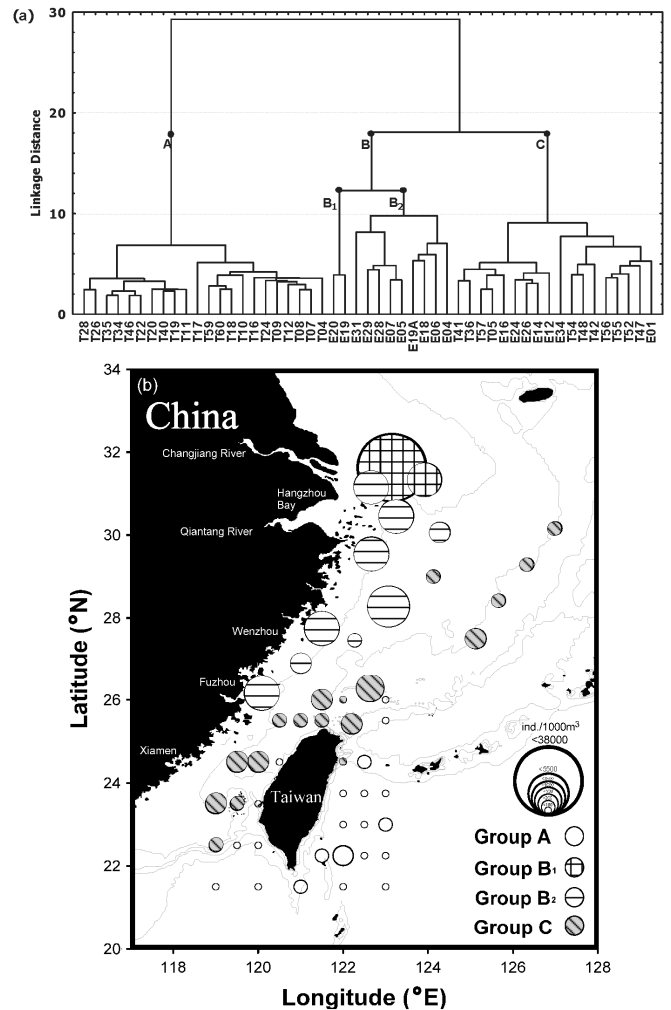 (a)
30
20
10
0
Linkage Distance
A
B
C
B1
B2
T28 T26 T35 T34 T46 T22 T20 T40 T19 T11 T17 T59 T60 T18 T10 T16 T24 T09 T12 T08 T07 T04 E20 E19 E31 E29 E28 E07 E05 E19A E18 E06 E04 T41 T36 T57 T05 E16 E24 E26 E14 E12 E34 T54 T48 T42 T56 T55 T52 T47 E01
(b)
China
Changjiang River
Hangzhou
Bay
Qiantang River
Wenzhou
Fuzhou
Xiamen
Taiwan
ind./1000m³
<38000
<5500
Group A
Group B1
Group B2
Group C
34
32
30
28
26
24
22
20
Latitude (°N)
118 120 122 124 126 128
Longitude (°E)